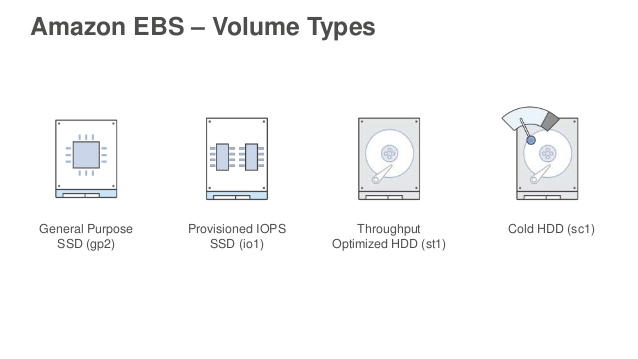 Amazon EBS – Volume Types
General Purpose
SSD (gp2)
Provisioned IOPS
SSD (io1)
Throughput
Optimized HDD (st1)
Cold HDD (sc1)